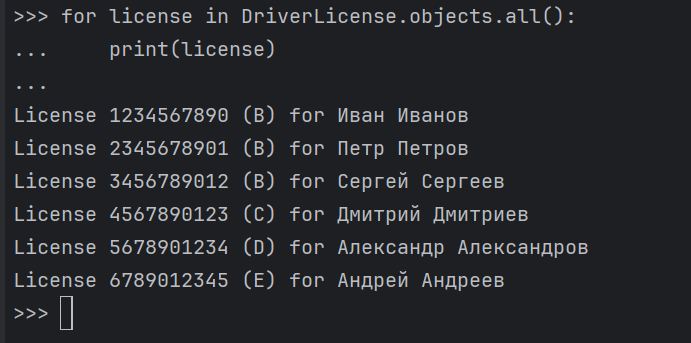 >>> for license in DriverLicense.objects.all():
...     print(license)
...
License 1234567890 (B) for Иван Иванов
License 2345678901 (B) for Петр Петров
License 3456789012 (B) for Сергей Сергеев
License 4567890123 (C) for Дмитрий Дмитриев
License 5678901234 (D) for Александр Александров
License 6789012345 (E) for Андрей Андреев
>>>